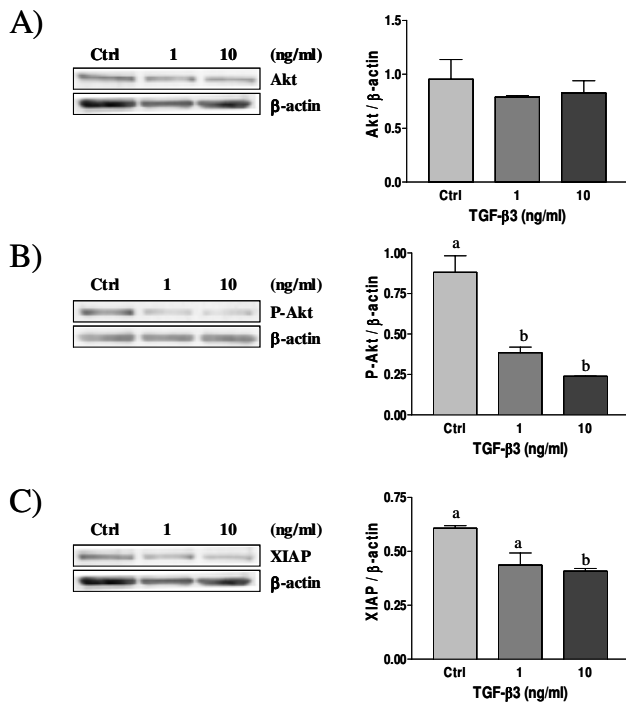 A)
Ctrl 1 10 (ng/ml)
Akt
β-actin
Akt / β-actin
1.5
1.0
0.5
0.0
Ctrl 1 10
TGF-β3 (ng/ml)
B)
Ctrl 1 10 (ng/ml)
P-Akt
β-actin
P-Akt / β-actin
1.00
0.75
0.50
0.25
0.00
a
b
b
Ctrl 1 10
TGF-β3 (ng/ml)
C)
Ctrl 1 10 (ng/ml)
XIAP
β-actin
XIAP / β-actin
0.75
0.50
0.25
0.00
a
a
b
Ctrl 1 10
TGF-β3 (ng/ml)